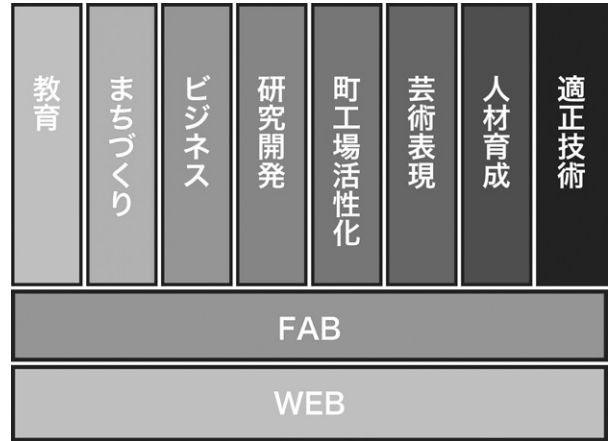 教育
まちづくり
ビジネス
研究開発
町工場活性化
芸術表現
人材育成
適正技術
FAB
WEB